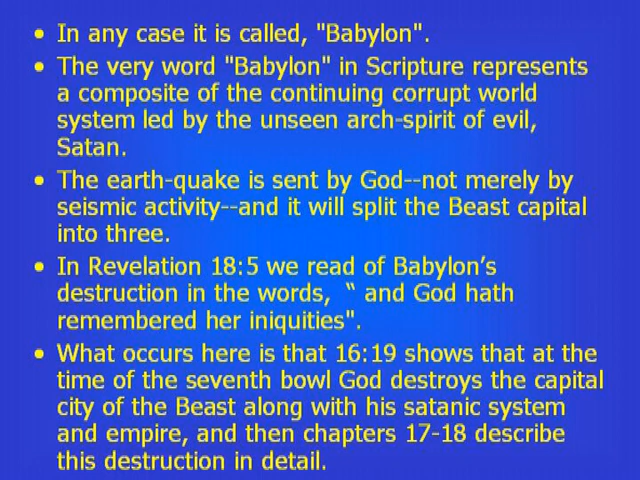 • In any case it is called, "Babylon".
• The very word "Babylon" in Scripture represents
a composite of the continuing corrupt world
system led by the unseen arch-spirit of evil,
Satan.
• The earth-quake is sent by God--not merely by
seismic activity--and it will split the Beast capital
into three.
• In Revelation 18:5 we read of Babylon’s
destruction in the words, “ and God hath
remembered her iniquities".
• What occurs here is that 16:19 shows that at the
time of the seventh bowl God destroys the capital
city of the Beast along with his satanic system
and empire, and then chapters 17-18 describe
this destruction in detail.